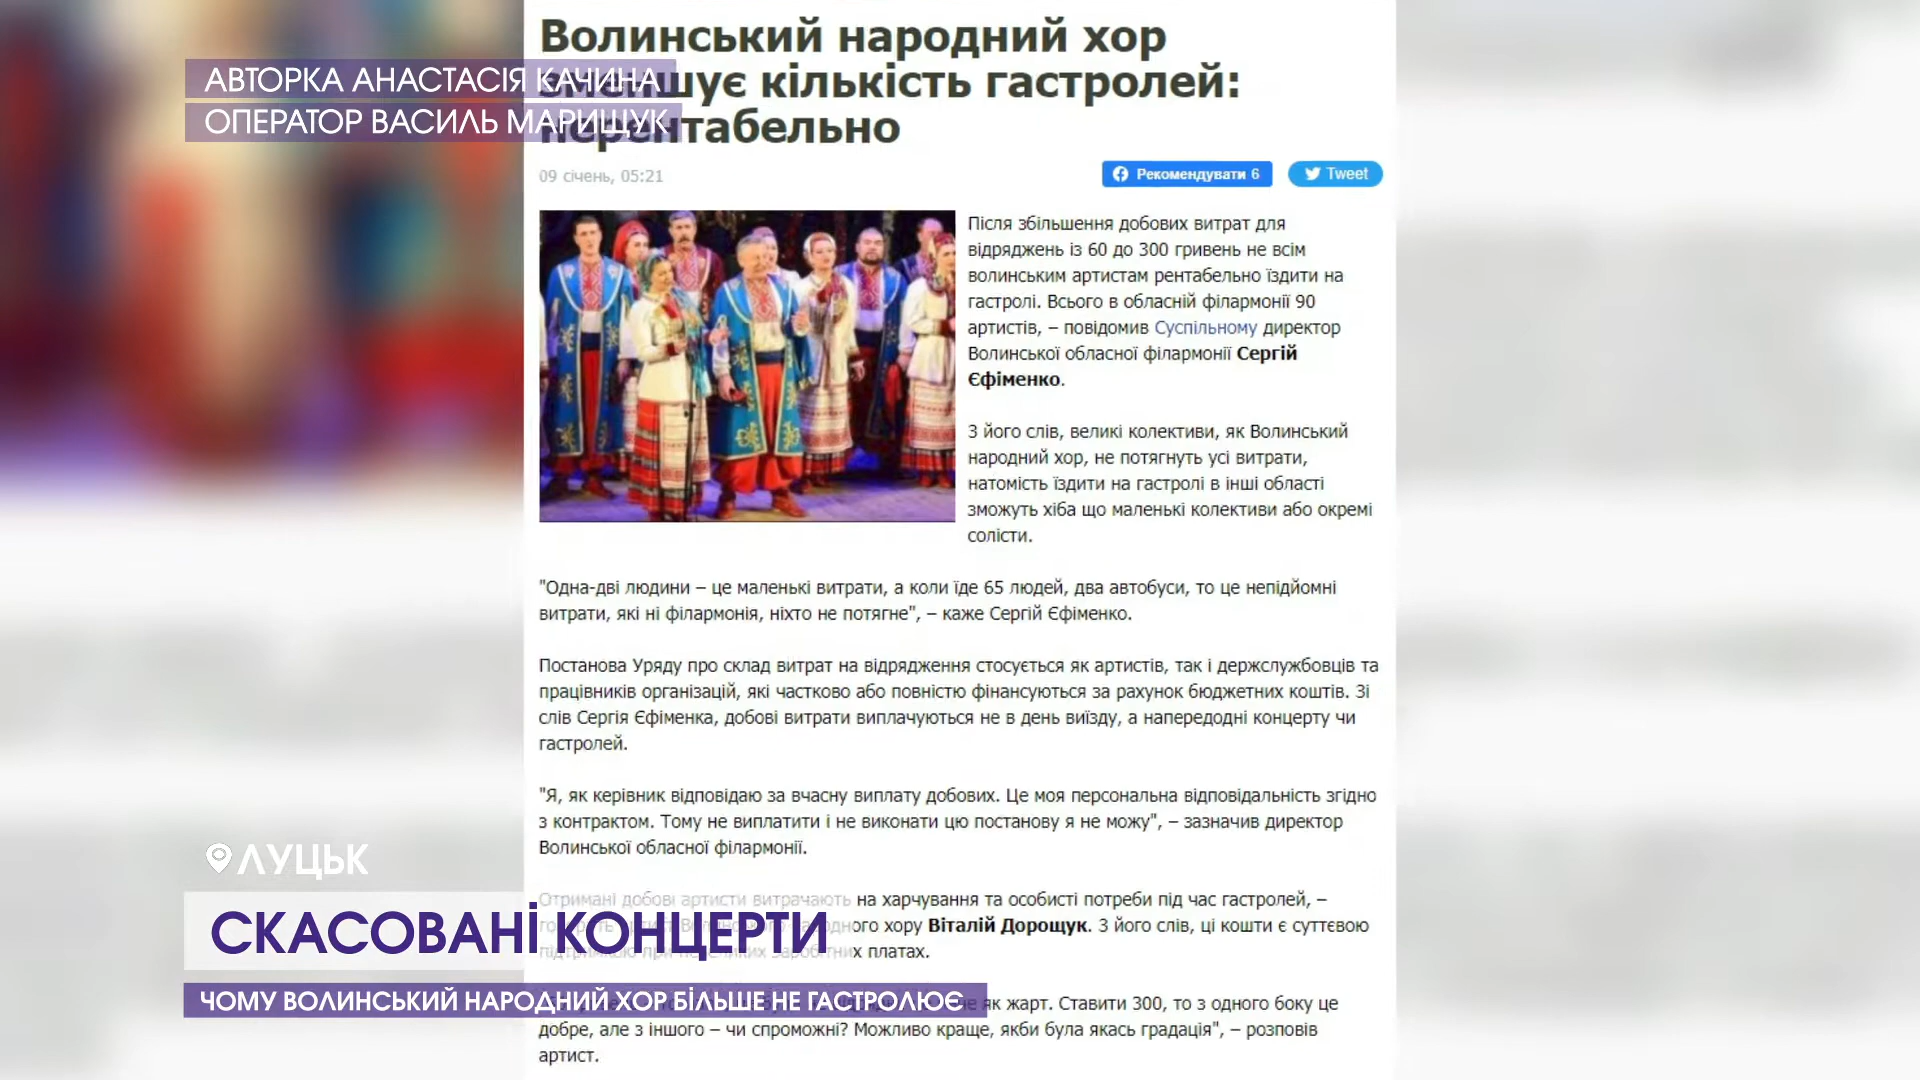 АВТОРКА АНАСТАСІЯ КАЧИНА
ОПЕРАТОР ВАСИЛЬ МАРИЩУК
Волинський народний хор
зменшує кількість гастролей:
нерентабельно
09 січень, 05:21
Рекомендувати 6
Tweet
Після збільшення добових витрат для
відряджень із 60 до 300 гривень не всім
волинським артистам рентабельно їздити на
гастролі. Всього в обласній філармонії 90
артистів, – повідомив Суспільному директор
Волинської обласної філармонії Сергій
Єфіменко.
З його слів, великі колективи, як Волинський
народний хор, не потягнуть усі витрати,
натомість їздити на гастролі в інші області
зможуть хіба що маленькі колективи або окремі
солісти.
"Одна-дві людини – це маленькі витрати, а коли їде 65 людей, два автобуси, то це непідйомні
витрати, які ні філармонія, ніхто не потягне", – каже Сергій Єфіменко.
Постанова Уряду про склад витрат на відрядження стосується як артистів, так і держслужбовців та
працівників організацій, які частково або повністю фінансуються за рахунок бюджетних коштів. Зі
слів Сергія Єфіменка, добові витрати виплачуються не в день виїзду, а напередодні концерту чи
гастролей.
"Я, як керівник відповідаю за вчасну виплату добових. Це моя персональна відповідальність згідно
з контрактом. Тому не виплатити і не виконати цю постанову я не можу", – зазначив директор
Волинської обласної філармонії.
Отримані добові артисти витрачають на харчування та особисті потреби під час гастролей, –
хору Віталій Дорощук. З його слів, ці кошти є суттєвою
платах.
як жарт. Ставити 300, то з одного боку це
добре, але з іншого – чи спроможні? Можливо краще, якби була якась градація", – розповів
артист.
ЛУЦЬК
СКАСОВАНІ КОНЦЕРТИ
ЧОМУ ВОЛИНСЬКИЙ НАРОДНИЙ ХОР БІЛЬШЕ НЕ ГАСТРОЛЮЄ